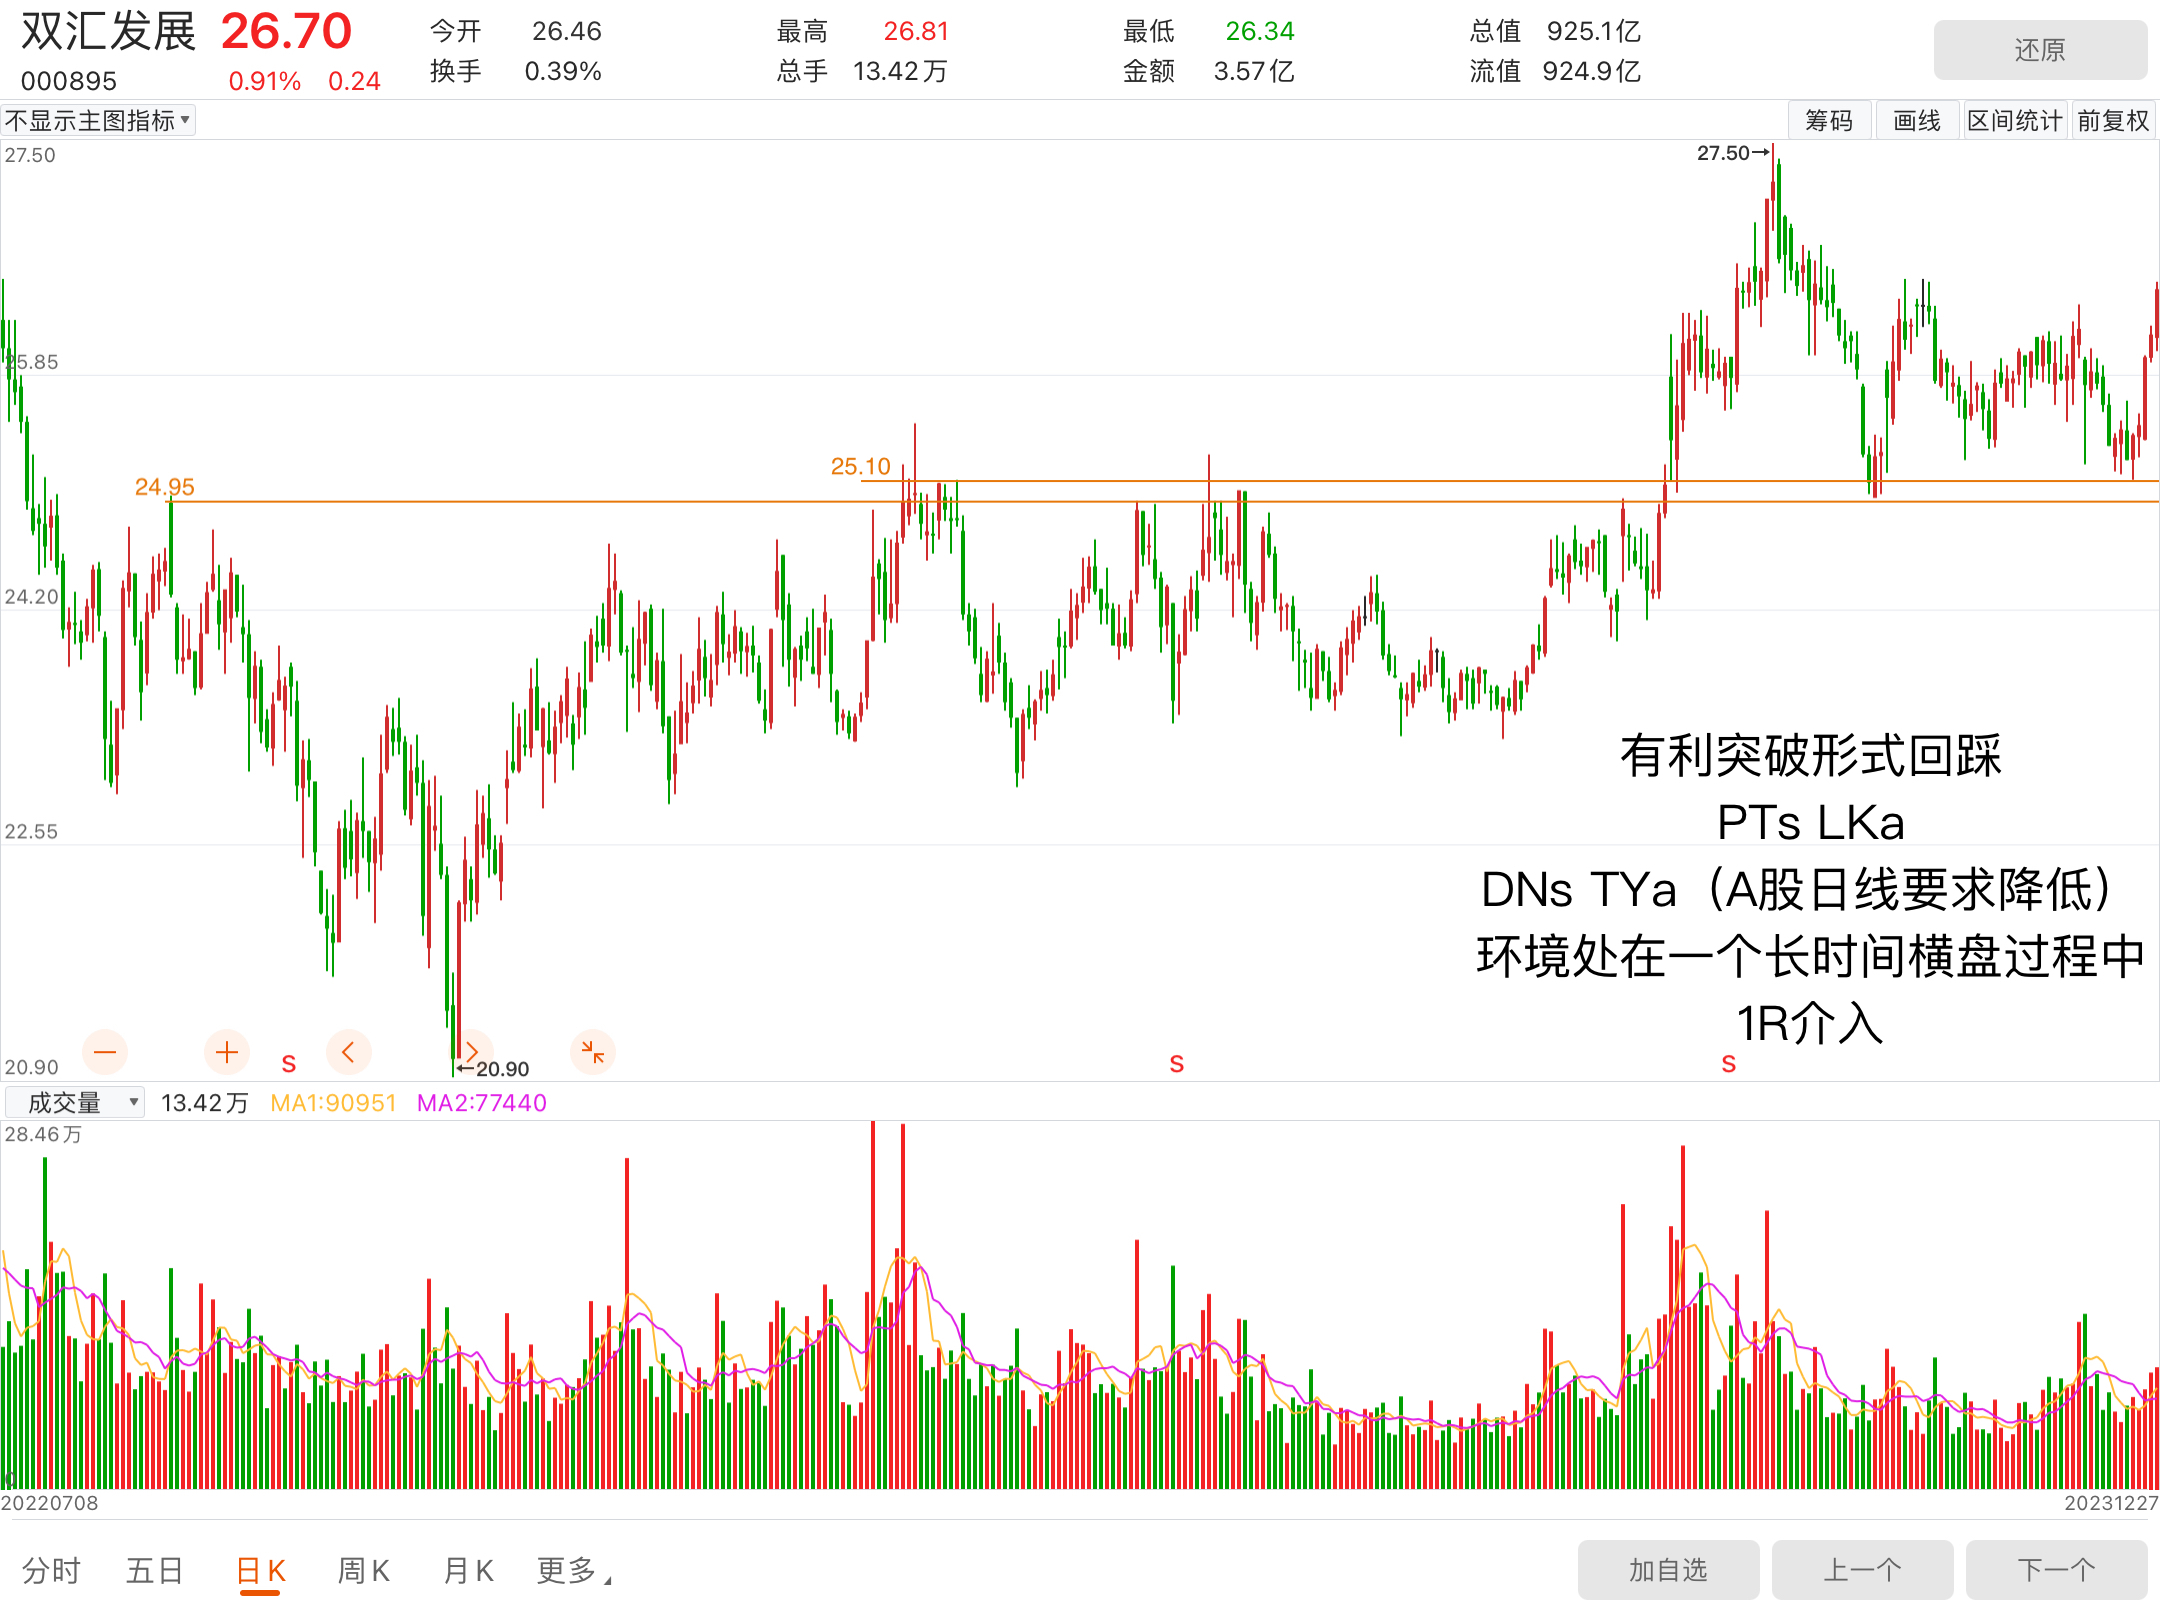 双汇发展 26.70 今开 26.46 最高 26.81 最低 26.34 总值 925.1亿 还原
000895 0.91% 0.24 换手 0.39% 总手 13.42万 金额 3.57亿 流值 924.9亿
不显示主图指标 筹码 画线 区间统计 前复权
27.50
27.50
25.85
25.10
24.95
24.20
22.55
有利突破形式回踩
PTs LKa
DNs TYa（A股日线要求降低）
环境处在一个长时间横盘过程中
1R介入
20.90
S
20.90
S
S
成交量 13.42万 MA1:90951 MA2:77440
28.46万
0
20220708 20231227
分时 五日 日K 周K 月K 更多 加自选 上一个 下一个